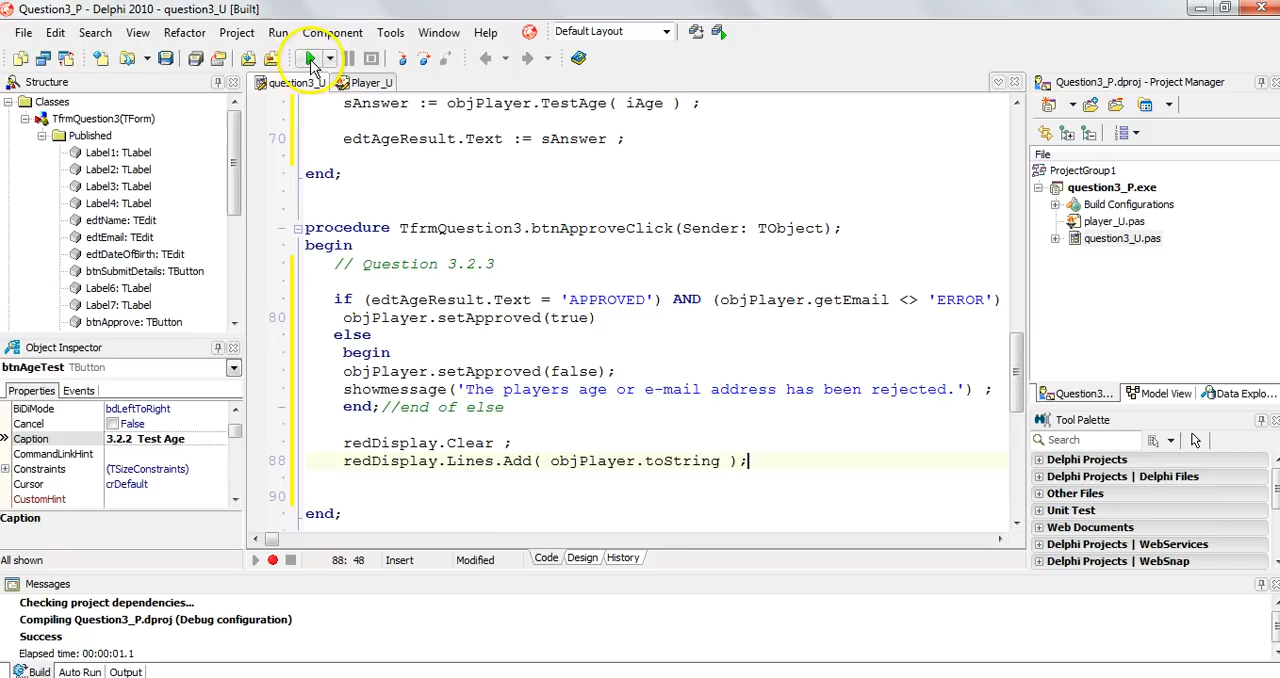 Question3_P - Delphi 2010 - question3_U [Built]
File Edit Search View Refactor Project Run Component Tools Window Help Default Layout
Structure
Classes
TfrmQuestion3(TForm)
Published
Label1: TLabel
Label2: TLabel
Label3: TLabel
Label4: TLabel
edtName: TEdit
edtEmail: TEdit
edtDateOfBirth: TEdit
btnSubmitDetails: TButton
Label6: TLabel
Label7: TLabel
btnApprove: TButton
Object Inspector
btnAgeTest TButton
Properties Events
BiDiMode bdLeftToRight
Cancel False
Caption 3.2.2 Test Age
CommandLinkHint
Constraints (TSizeConstraints)
Cursor crDefault
CustomHint
Caption
All shown
question3_U Player_U
sAnswer := objPlayer.TestAge( iAge ) ;
70 edtAgeResult.Text := sAnswer ;
end;
procedure TfrmQuestion3.btnApproveClick(Sender: TObject);
begin
// Question 3.2.3
if (edtAgeResult.Text = 'APPROVED') AND (objPlayer.getEmail <> 'ERROR')
80 objPlayer.setApproved(true)
else
begin
objPlayer.setApproved(false);
showmessage('The players age or e-mail address has been rejected.') ;
end;//end of else
redDisplay.Clear ;
88 redDisplay.Lines.Add( objPlayer.toString );
90
end;
88: 48 Insert Modified Code Design History
Question3_P.dproj - Project Manager
File
ProjectGroup1
question3_P.exe
Build Configurations
player_U.pas
question3_U.pas
Question3... Model View Data Explo...
Tool Palette
Search
Delphi Projects
Delphi Projects | Delphi Files
Other Files
Unit Test
Web Documents
Delphi Projects | WebServices
Delphi Projects | WebSnap
Messages
Checking project dependencies...
Compiling Question3_P.dproj (Debug configuration)
Success
Elapsed time: 00:00:01.1
Build Auto Run Output